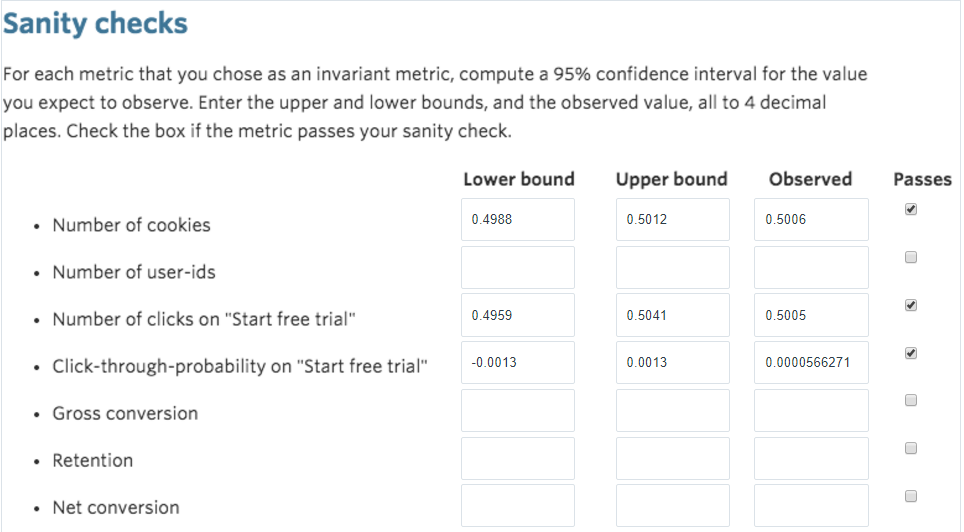 Sanity checks
For each metric that you chose as an invariant metric, compute a 95% confidence interval for the value
you expect to observe. Enter the upper and lower bounds, and the observed value, all to 4 decimal
places. Check the box if the metric passes your sanity check.
Lower bound Upper bound Observed Passes
• Number of cookies 0.4988 0.5012 0.5006
• Number of user-ids
• Number of clicks on "Start free trial" 0.4959 0.5041 0.5005
• Click-through-probability on "Start free trial" -0.0013 0.0013 0.0000566271
• Gross conversion
• Retention
• Net conversion